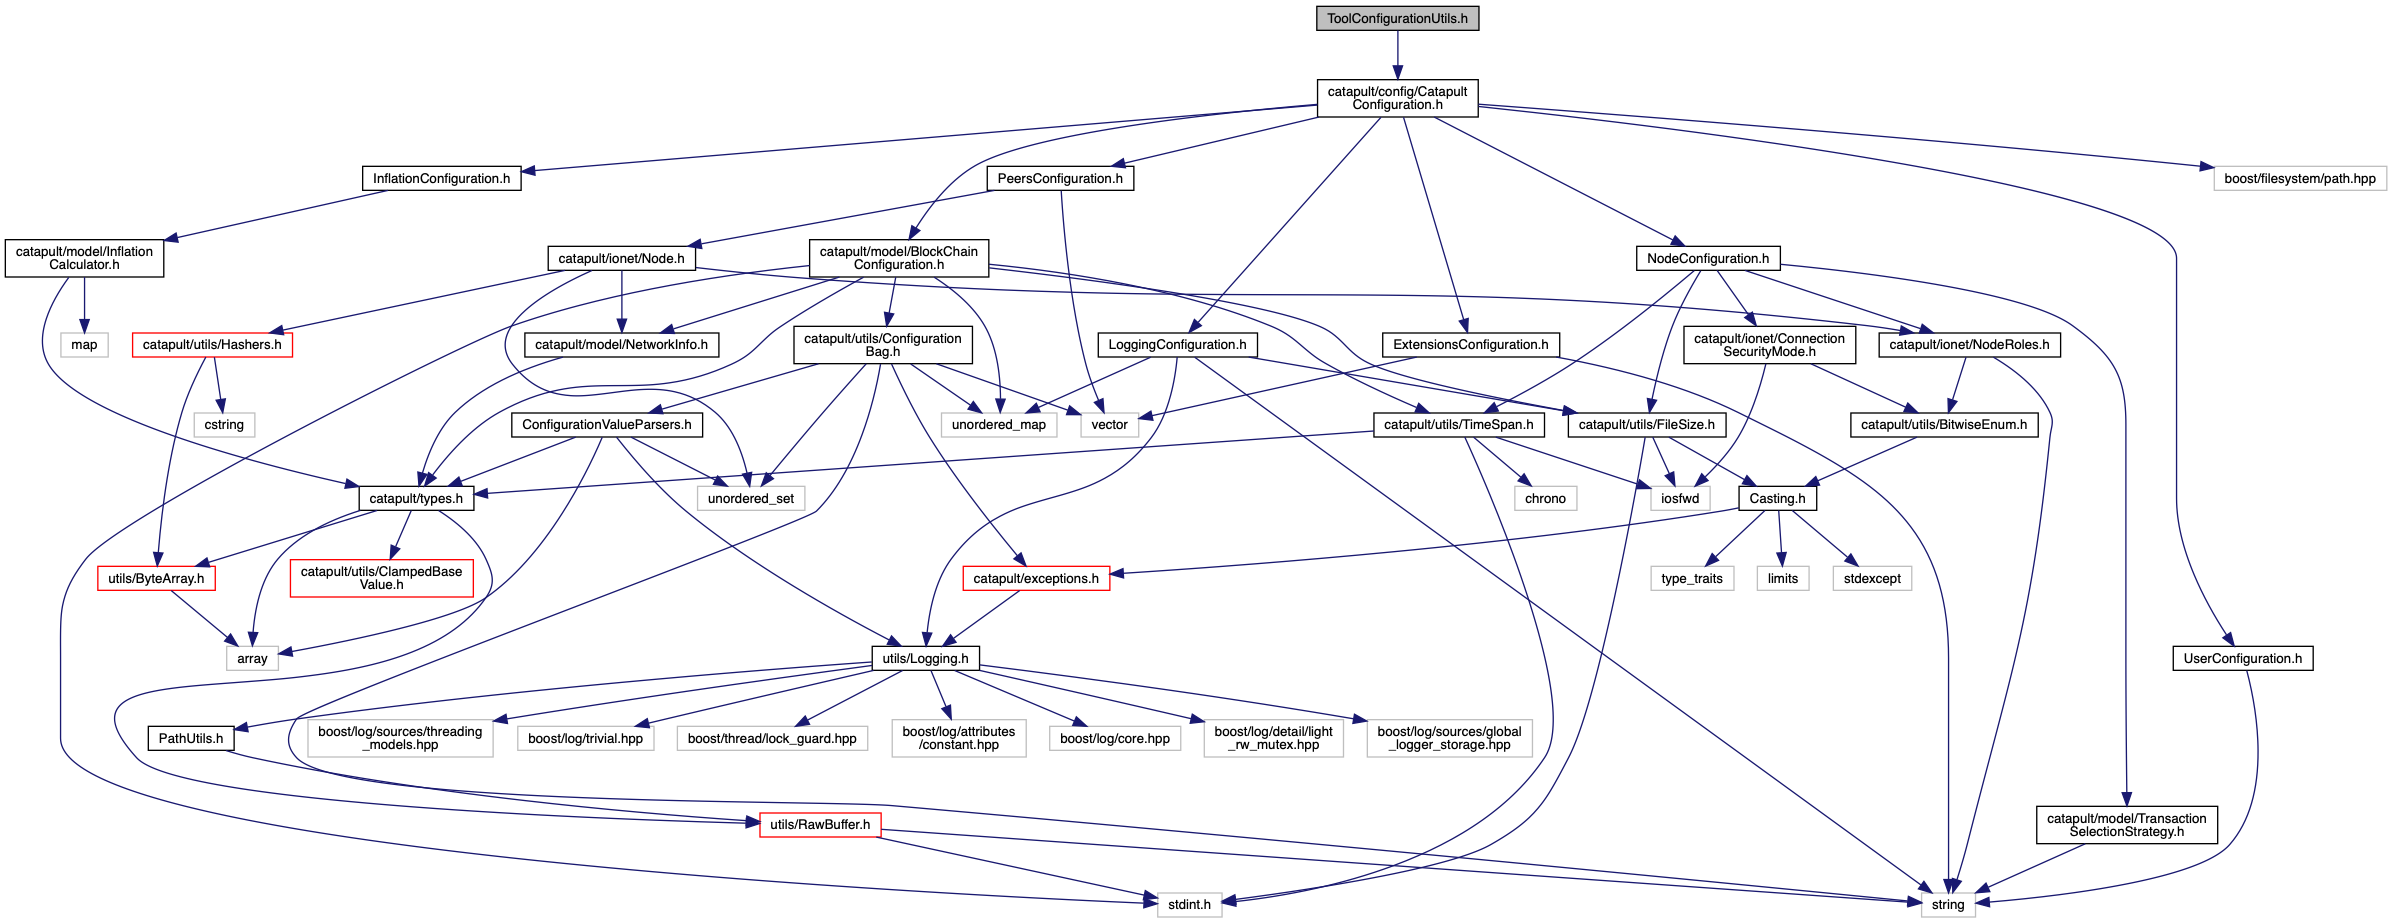 ToolConfigurationUtils.h
catapult/config/Catapult
Configuration.h
InflationConfiguration.h
PeersConfiguration.h
boost/filesystem/path.hpp
catapult/model/Inflation
Calculator.h
catapult/ionet/Node.h
catapult/model/BlockChain
Configuration.h
NodeConfiguration.h
map
catapult/utils/Hashers.h
catapult/model/NetworkInfo.h
catapult/utils/Configuration
Bag.h
LoggingConfiguration.h
ExtensionsConfiguration.h
catapult/ionet/Connection
SecurityMode.h
catapult/ionet/NodeRoles.h
cstring
ConfigurationValueParsers.h
unordered_map
vector
catapult/utils/TimeSpan.h
catapult/utils/FileSize.h
catapult/utils/BitwiseEnum.h
catapult/types.h
unordered_set
chrono
iosfwd
Casting.h
utils/ByteArray.h
catapult/utils/ClampedBase
Value.h
catapult/exceptions.h
type_traits
limits
stdexcept
array
utils/Logging.h
UserConfiguration.h
PathUtils.h
boost/log/sources/threading
_models.hpp
boost/log/trivial.hpp
boost/thread/lock_guard.hpp
boost/log/attributes
/constant.hpp
boost/log/core.hpp
boost/log/detail/light
_rw_mutex.hpp
boost/log/sources/global
_logger_storage.hpp
utils/RawBuffer.h
catapult/model/Transaction
SelectionStrategy.h
stdint.h
string